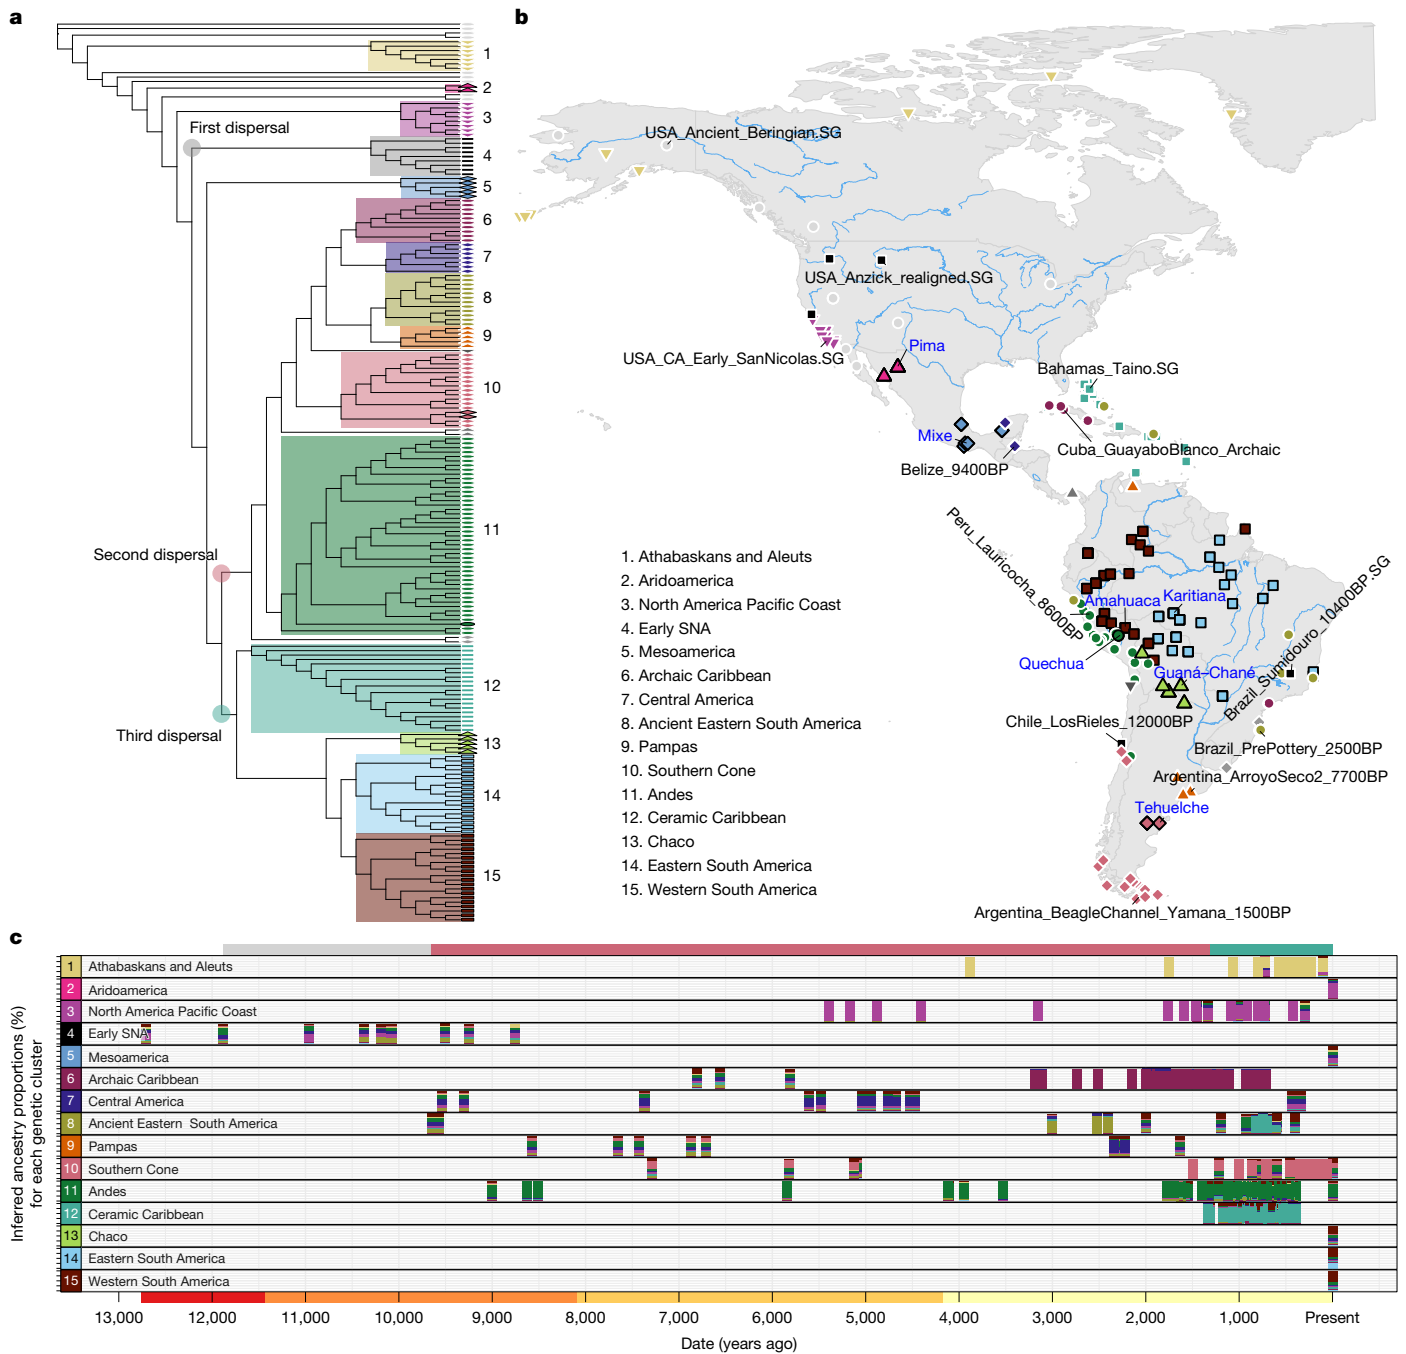 a
b
1
2
3
First dispersal
4
5
6
7
8
9
10
11
Second dispersal
12
Third dispersal
13
14
15
USA_Ancient_Beringian.SG
USA_Anzick_realigned.SG
USA_CA_Early_SanNicolas.SG
Pima
Bahamas_Taino.SG
Mixe
Cuba_GuayaboBlanco_Archaic
Belize_9400BP
Peru_Lauricocha_8600BP
Amahuaca
Karitiana
Quechua
Guaná–Chané
Brazil_Sumidouro_10400BP.SG
Chile_LosRieles_12000BP
Brazil_PrePottery_2500BP
Argentina_ArroyoSeco2_7700BP
Tehuelche
Argentina_BeagleChannel_Yamana_1500BP
1. Athabaskans and Aleuts
2. Aridoamerica
3. North America Pacific Coast
4. Early SNA
5. Mesoamerica
6. Archaic Caribbean
7. Central America
8. Ancient Eastern South America
9. Pampas
10. Southern Cone
11. Andes
12. Ceramic Caribbean
13. Chaco
14. Eastern South America
15. Western South America
c
Inferred ancestry proportions (%)
for each genetic cluster
1 Athabaskans and Aleuts
2 Aridoamerica
3 North America Pacific Coast
4 Early SNA
5 Mesoamerica
6 Archaic Caribbean
7 Central America
8 Ancient Eastern South America
9 Pampas
10 Southern Cone
11 Andes
12 Ceramic Caribbean
13 Chaco
14 Eastern South America
15 Western South America
13,000 12,000 11,000 10,000 9,000 8,000 7,000 6,000 5,000 4,000 3,000 2,000 1,000 Present
Date (years ago)